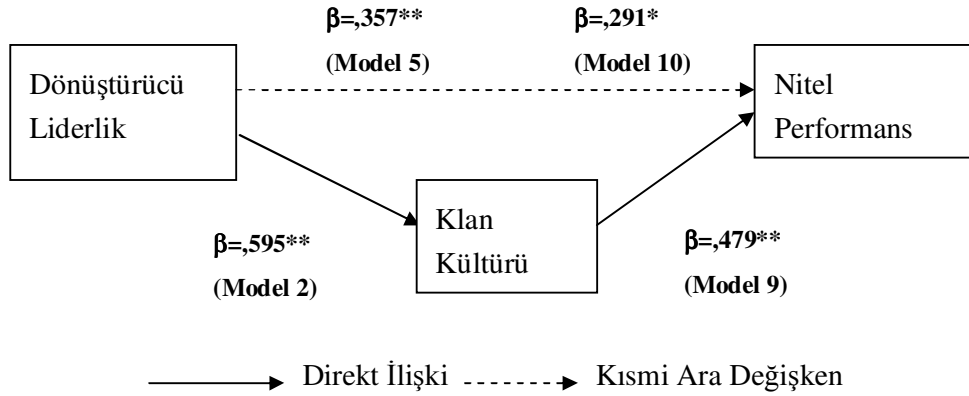 β=,357**
(Model 5)
β=,291*
(Model 10)
Dönüştürücü
Liderlik
Nitel
Performans
Klan
Kültürü
β=,595**
(Model 2)
β=,479**
(Model 9)
Direkt İlişki
Kısmi Ara Değişken